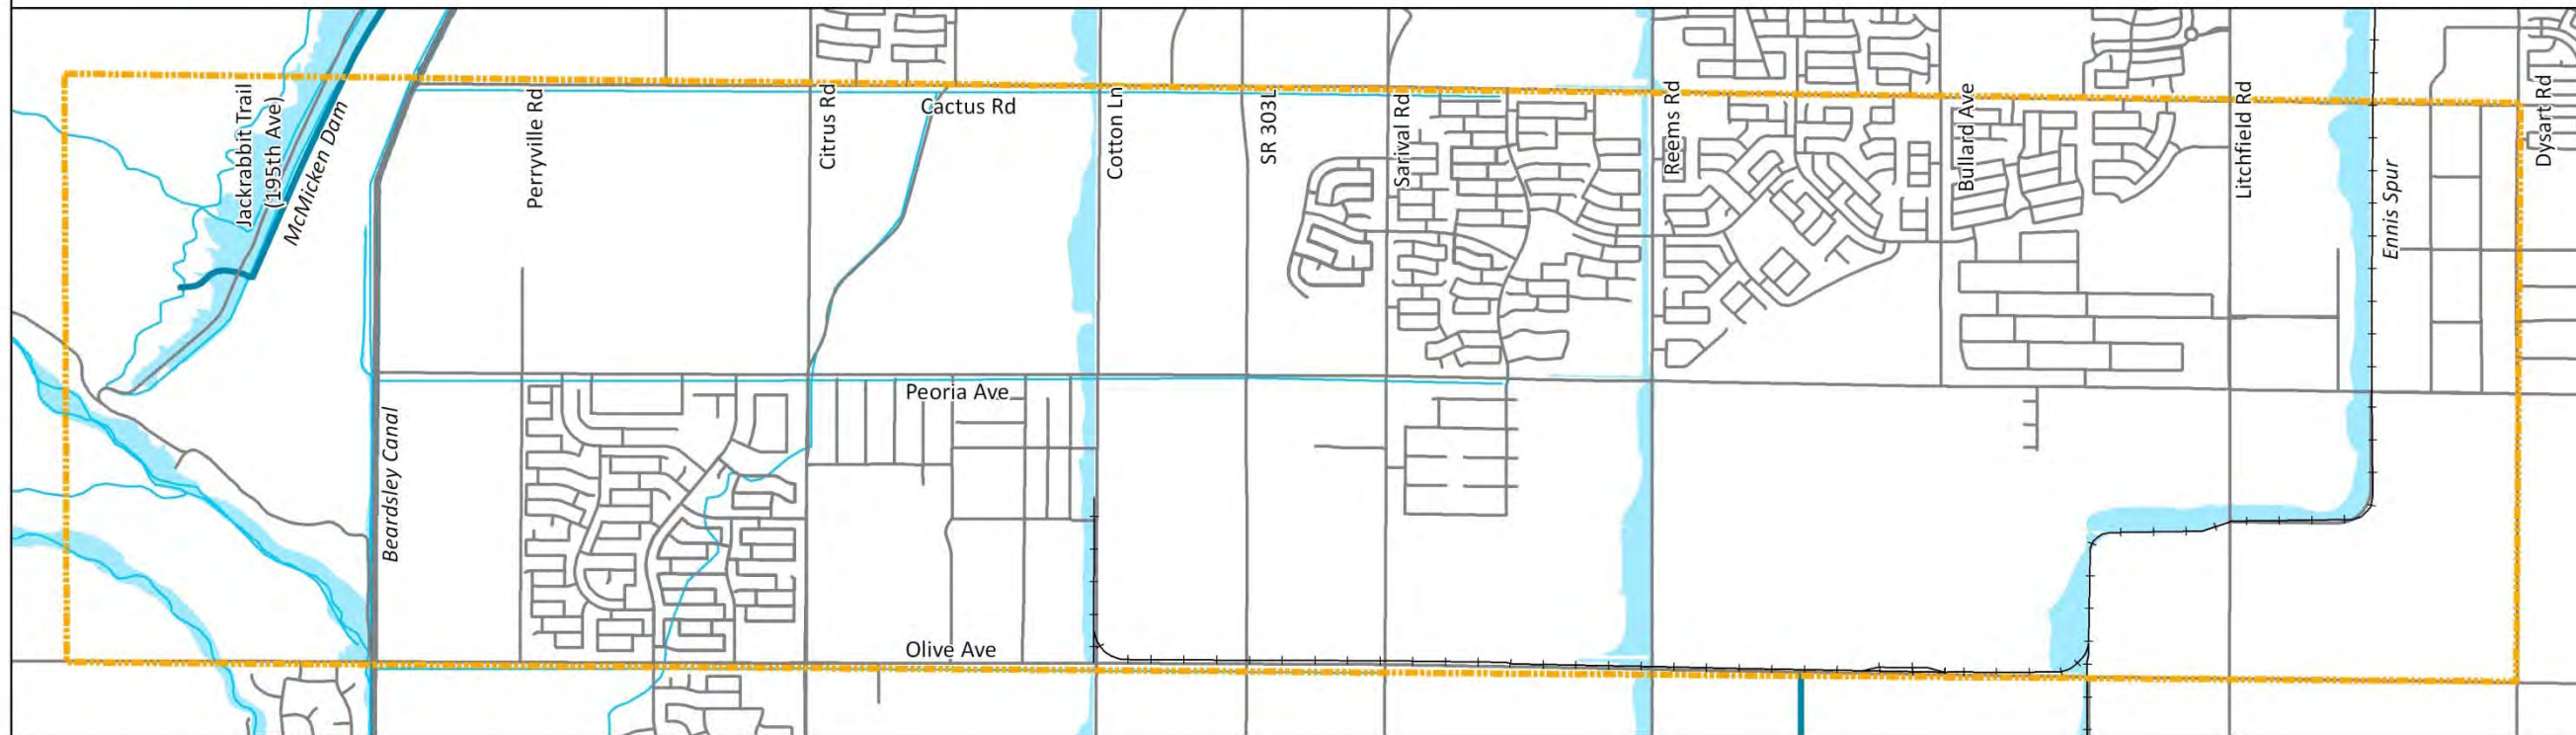 Jackrabbit Trail
(195th Ave)
McMicken Dam
Perryville Rd
Citrus Rd
Cactus Rd
Cotton Ln
SR 303L
Sarival Rd
Reems Rd
Bullard Ave
Litchfield Rd
Ennis Spur
Dysart Rd
Beardsley Canal
Peoria Ave
Olive Ave